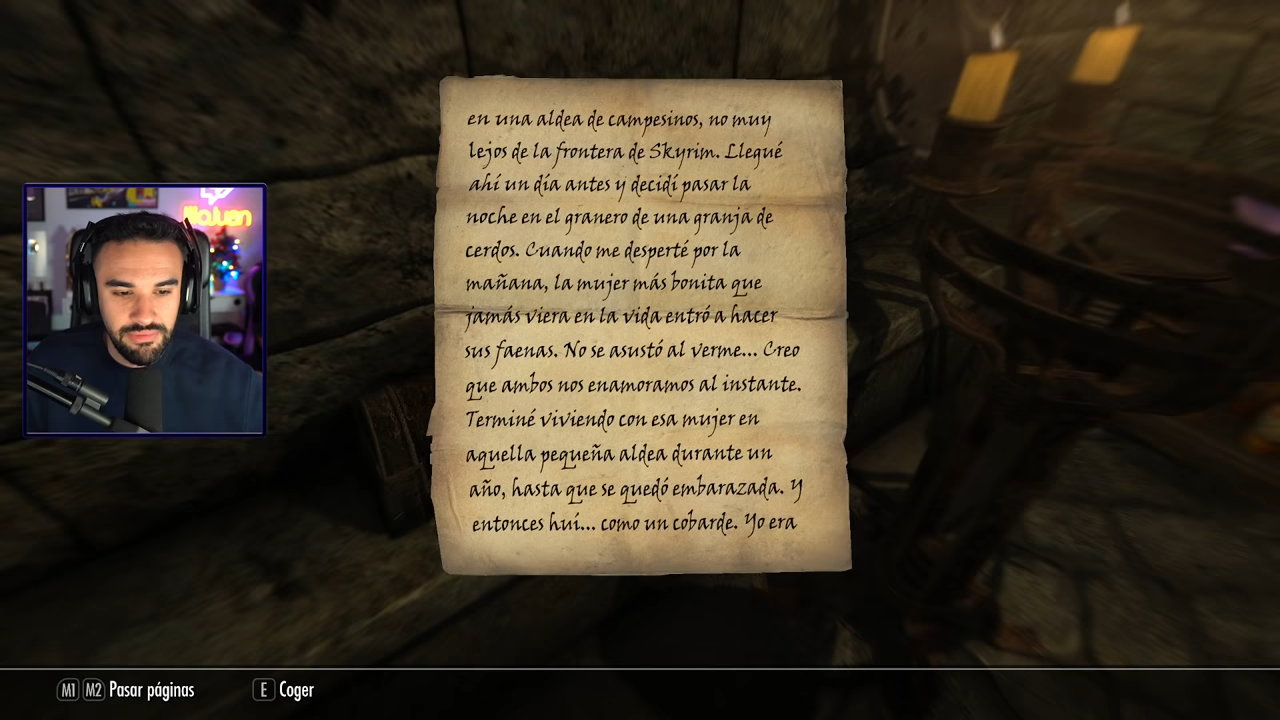 en una aldea de campesinos, no muy
lejos de la frontera de Skyrim. Llegué
ahí un día antes y decidí pasar la
noche en el granero de una granja de
cerdos. Cuando me desperté por la
mañana, la mujer más bonita que
jamás viera en la vida entró a hacer
sus faenas. No se asustó al verme... Creo
que ambos nos enamoramos al instante.
Terminé viviendo con esa mujer en
aquella pequeña aldea durante un
año, hasta que se quedó embarazada. Y
entonces huí... como un cobarde. Yo era
M1 M2 Pasar páginas
E Coger